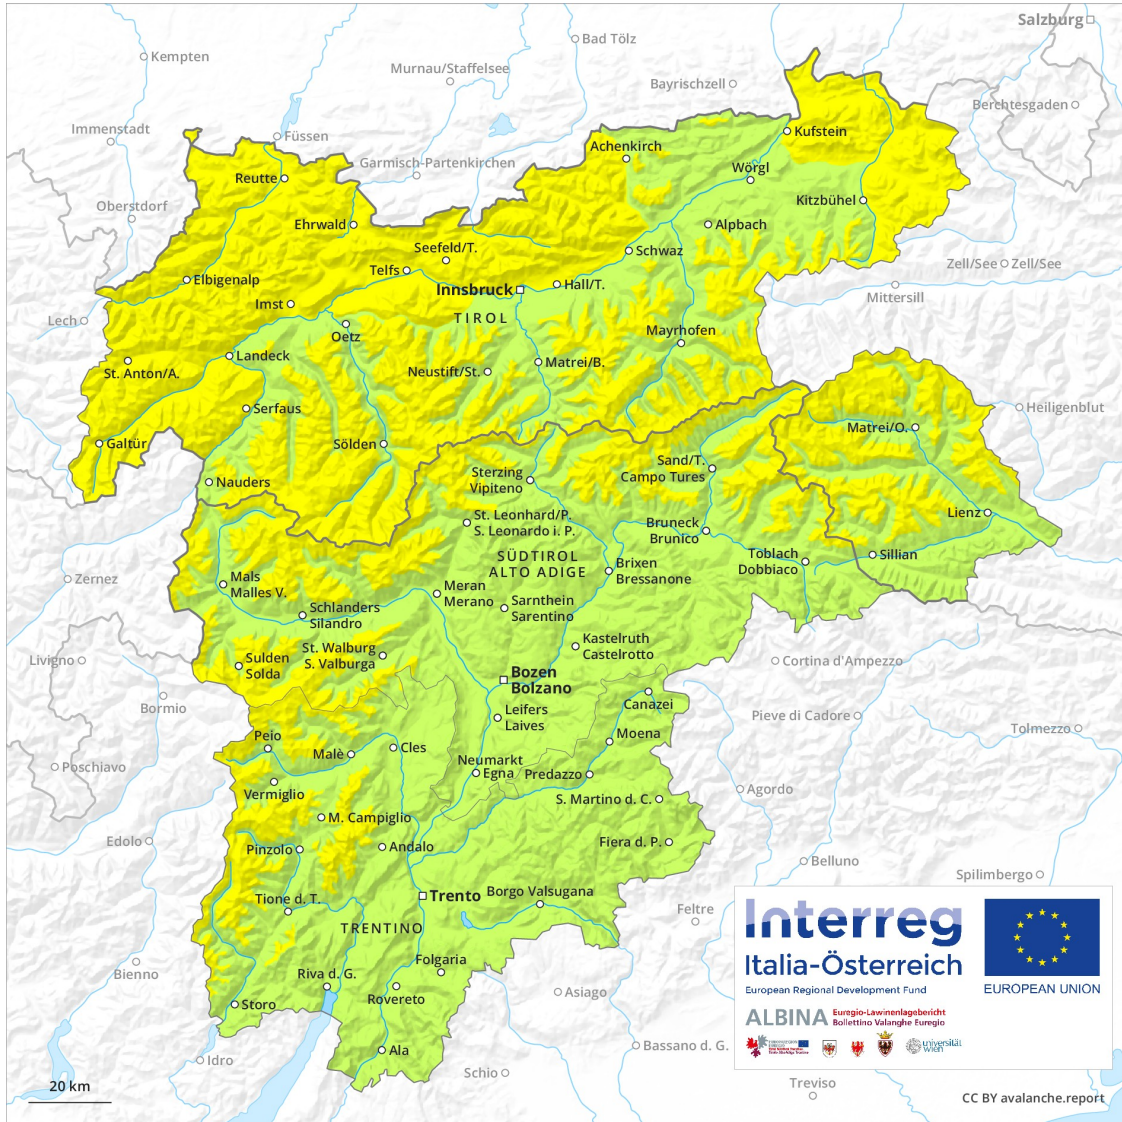 Salzburg
Bad Tölz
Kempten
Murnau/Staffelsee
Bayrischzell
Berchtesgaden
Immenstadt
Füssen
Kufstein
Achenkirch
Garmisch-Partenkirchen
Wörgl
Reutte
Kitzbühel
Oberstdorf
Ehrwald
Alpbach
Seefeld/T.
Schwaz
Telfs
Zell/See
Zell/See
Elbigenalp
Innsbruck
Hall/T.
Mittersill
Imst
TIROL
Lech
Oetz
Mayrhofen
Landeck
Matrei/B.
St. Anton/A.
Neustift/St.
Serfaus
Heiligenblut
Matrei/O.
Galtür
Sölden
Sand/T.
Campo Tures
Sterzing
Vipiteno
Nauders
Lienz
St. Leonhard/P.
S. Leonardo i. P.
Bruneck
Brunico
Toblach
Dobbiaco
Sillian
SÜDTIROL
ALTO ADIGE
Brixen
Bressanone
Zernez
Mals
Malles V.
Meran
Merano
Sarnthein
Sarentino
Schlanders
Silandro
Kastelruth
Castelrotto
St. Walburg
S. Valburga
Livigno
Sulden
Solda
Cortina d'Ampezzo
Bozen
Bolzano
Bormio
Canazei
Leifers
Laives
Pieve di Cadore
Tolmezzo
Peio
Moena
Malè
Cles
Neumarkt
Egna
Predazzo
Poschiavo
Vermiglio
Agordo
S. Martino d. C.
M. Campiglio
Edolo
Pinzolo
Andalo
Fiera d. P.
Belluno
Spilimbergo
Trento
Borgo Valsugana
Tione d. T.
Feltre
TRENTINO
Interreg
Italia-Österreich
European Regional Development Fund
EUROPEAN UNION
Folgaria
Bienno
Riva d. G.
Rovereto
Asiago
Storo
ALBINA
Euregio-Lawinenlagebericht
Bollettino Valanghe Euregio
universität
wien
Ala
Bassano d. G.
Idro
Schio
20 km
Treviso
CC BY avalanche.report